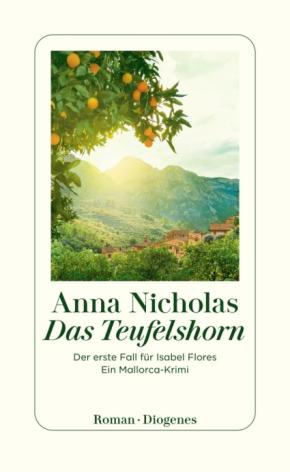 Anna Nicholas
Das Teufelshorn
Der erste Fall für Isabel Flores
Ein Mallorca-Krimi
Roman · Diogenes